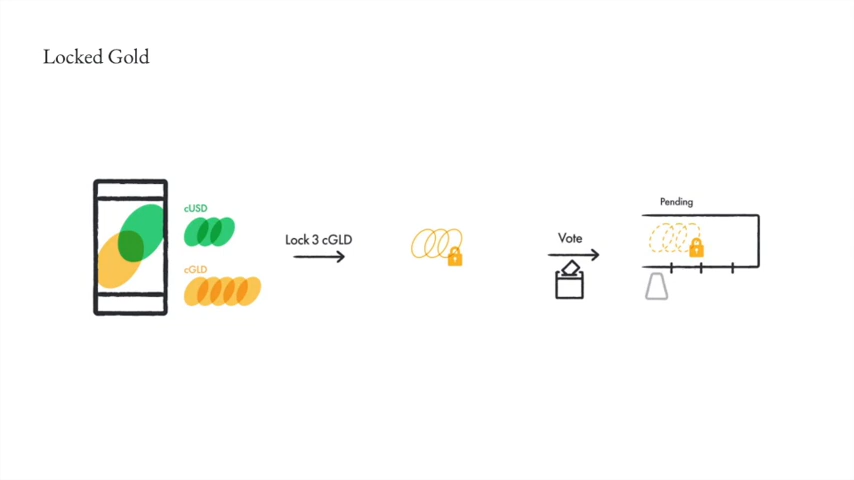 Locked Gold
cUSD
cGLD
Lock 3 cGLD
Vote
Pending